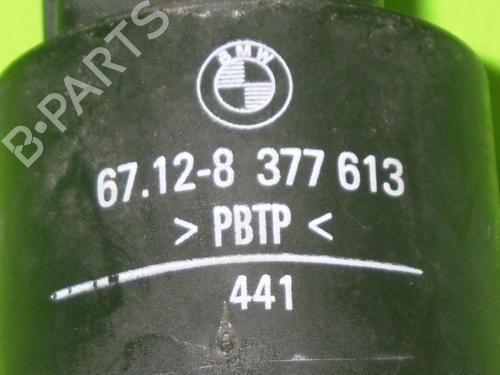 BMW
B-PARTS
67.12-8 377 613
> PBTP <
441